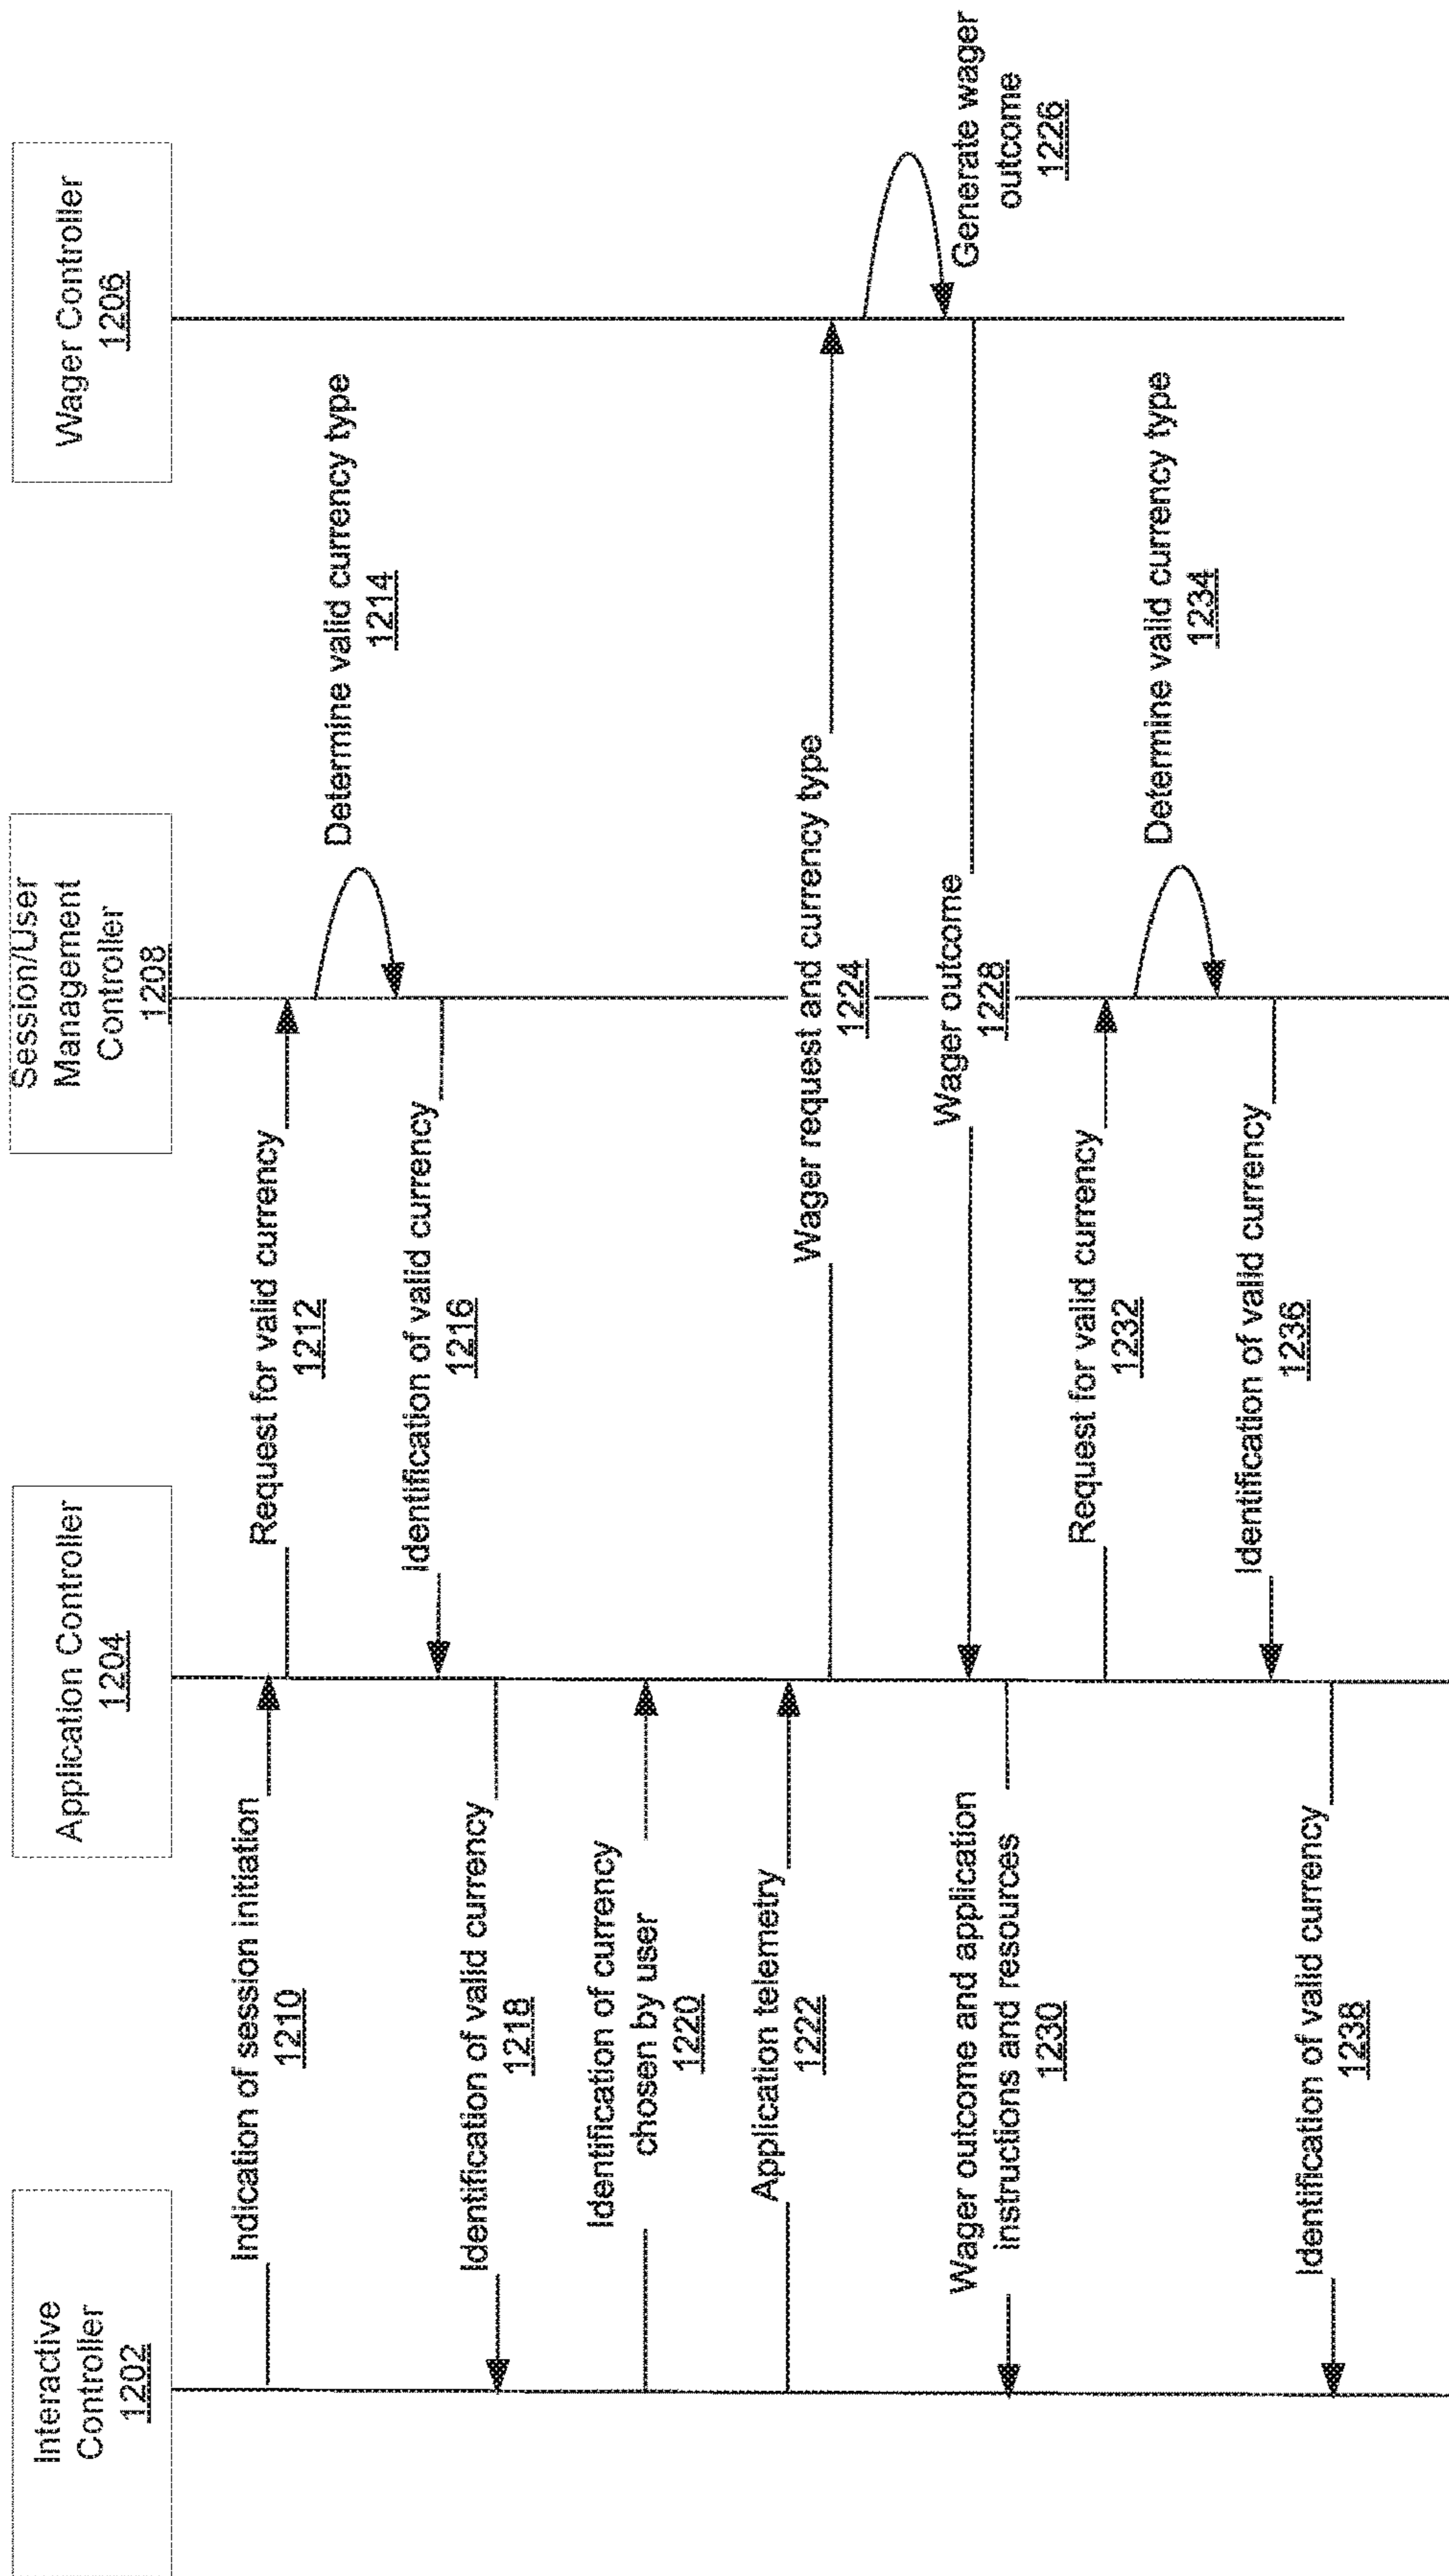 Interactive
Controller
1202
Application Controller
1204
Session/User
Management
Controller
1208
Wager Controller
1206
Indication of session initiation
1210
Request for valid currency
1212
Determine valid currency type
1214
Identification of valid currency
1216
Identification of valid currency
1218
Identification of currency
chosen by user
1220
Application telemetry
1222
Wager request and currency type
1224
Generate wager
outcome
1226
Wager outcome
1228
Wager outcome and application
instructions and resources
1230
Request for valid currency
1232
Determine valid currency type
1234
Identification of valid currency
1236
Identification of valid currency
1238